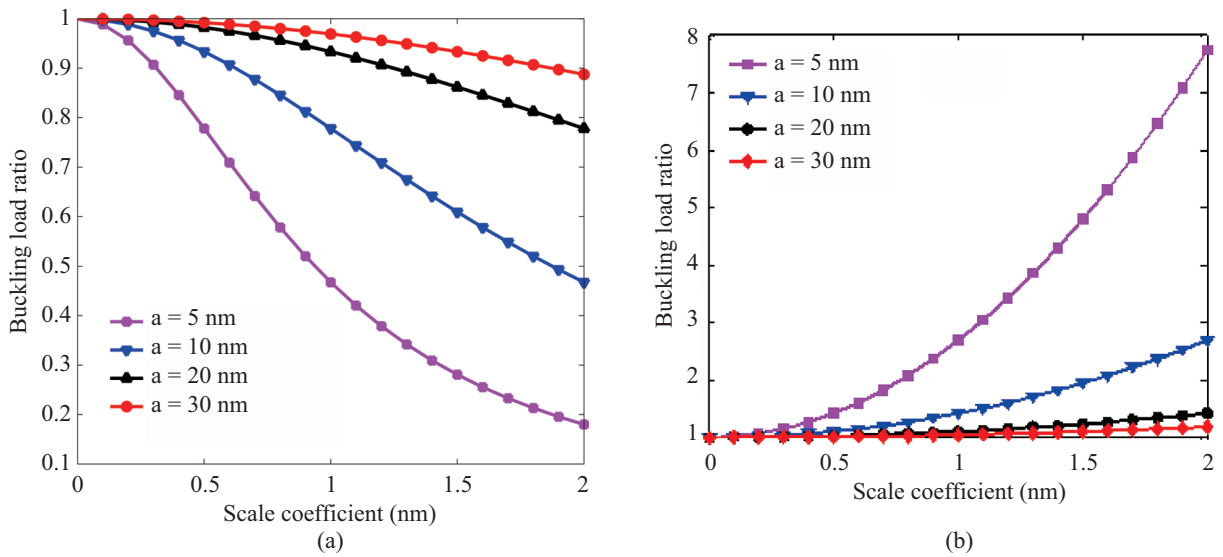 Buckling load ratio
1
0.9
0.8
0.7
0.6
0.5
0.4
0.3
0.2
0.1
a = 5 nm
a = 10 nm
a = 20 nm
a = 30 nm
0
0.5
1
1.5
2
Scale coefficient (nm)
(a)
Buckling load ratio
8
7
6
5
4
3
2
1
a = 5 nm
a = 10 nm
a = 20 nm
a = 30 nm
0
0.5
1
1.5
2
Scale coefficient (nm)
(b)